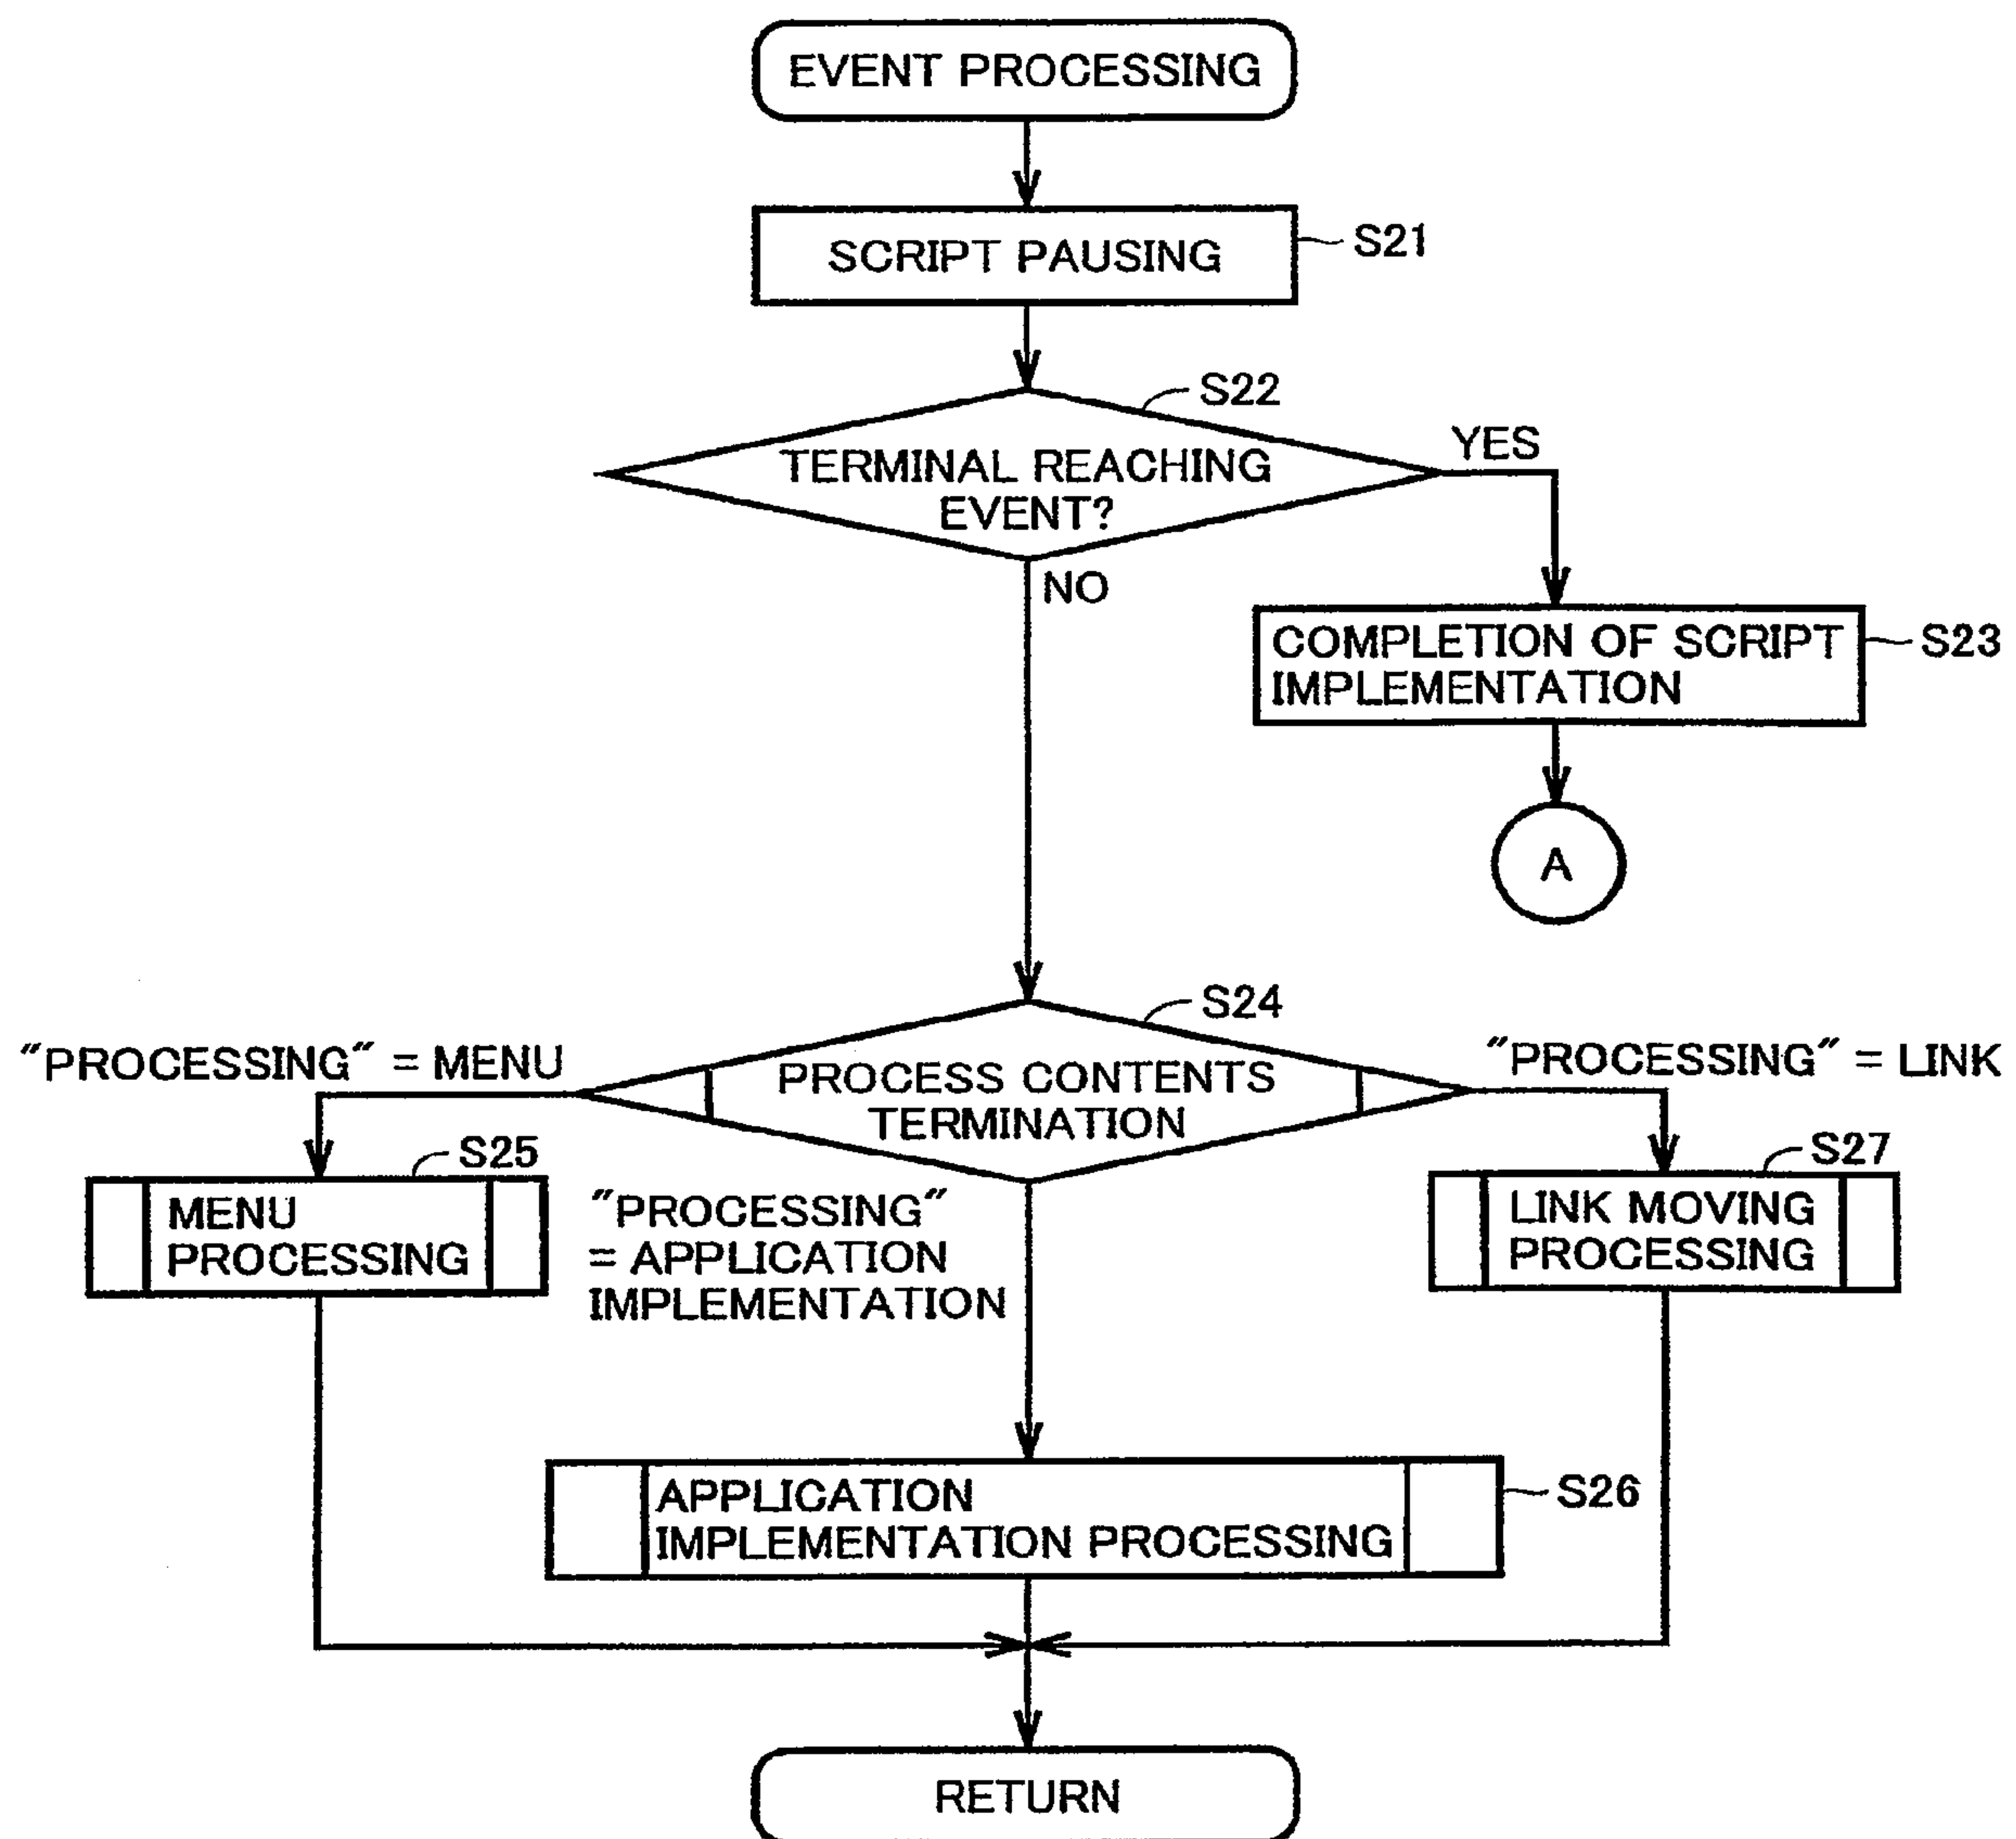 EVENT PROCESSING
SCRIPT PAUSING
S21
S22
TERMINAL REACHING
EVENT?
YES
NO
COMPLETION OF SCRIPT
IMPLEMENTATION
S23
A
S24
PROCESS CONTENTS
TERMINATION
"PROCESSING" = MENU
"PROCESSING" = LINK
S25
MENU
PROCESSING
"PROCESSING"
= APPLICATION
IMPLEMENTATION
S27
LINK MOVING
PROCESSING
APPLICATION
IMPLEMENTATION PROCESSING
S26
RETURN